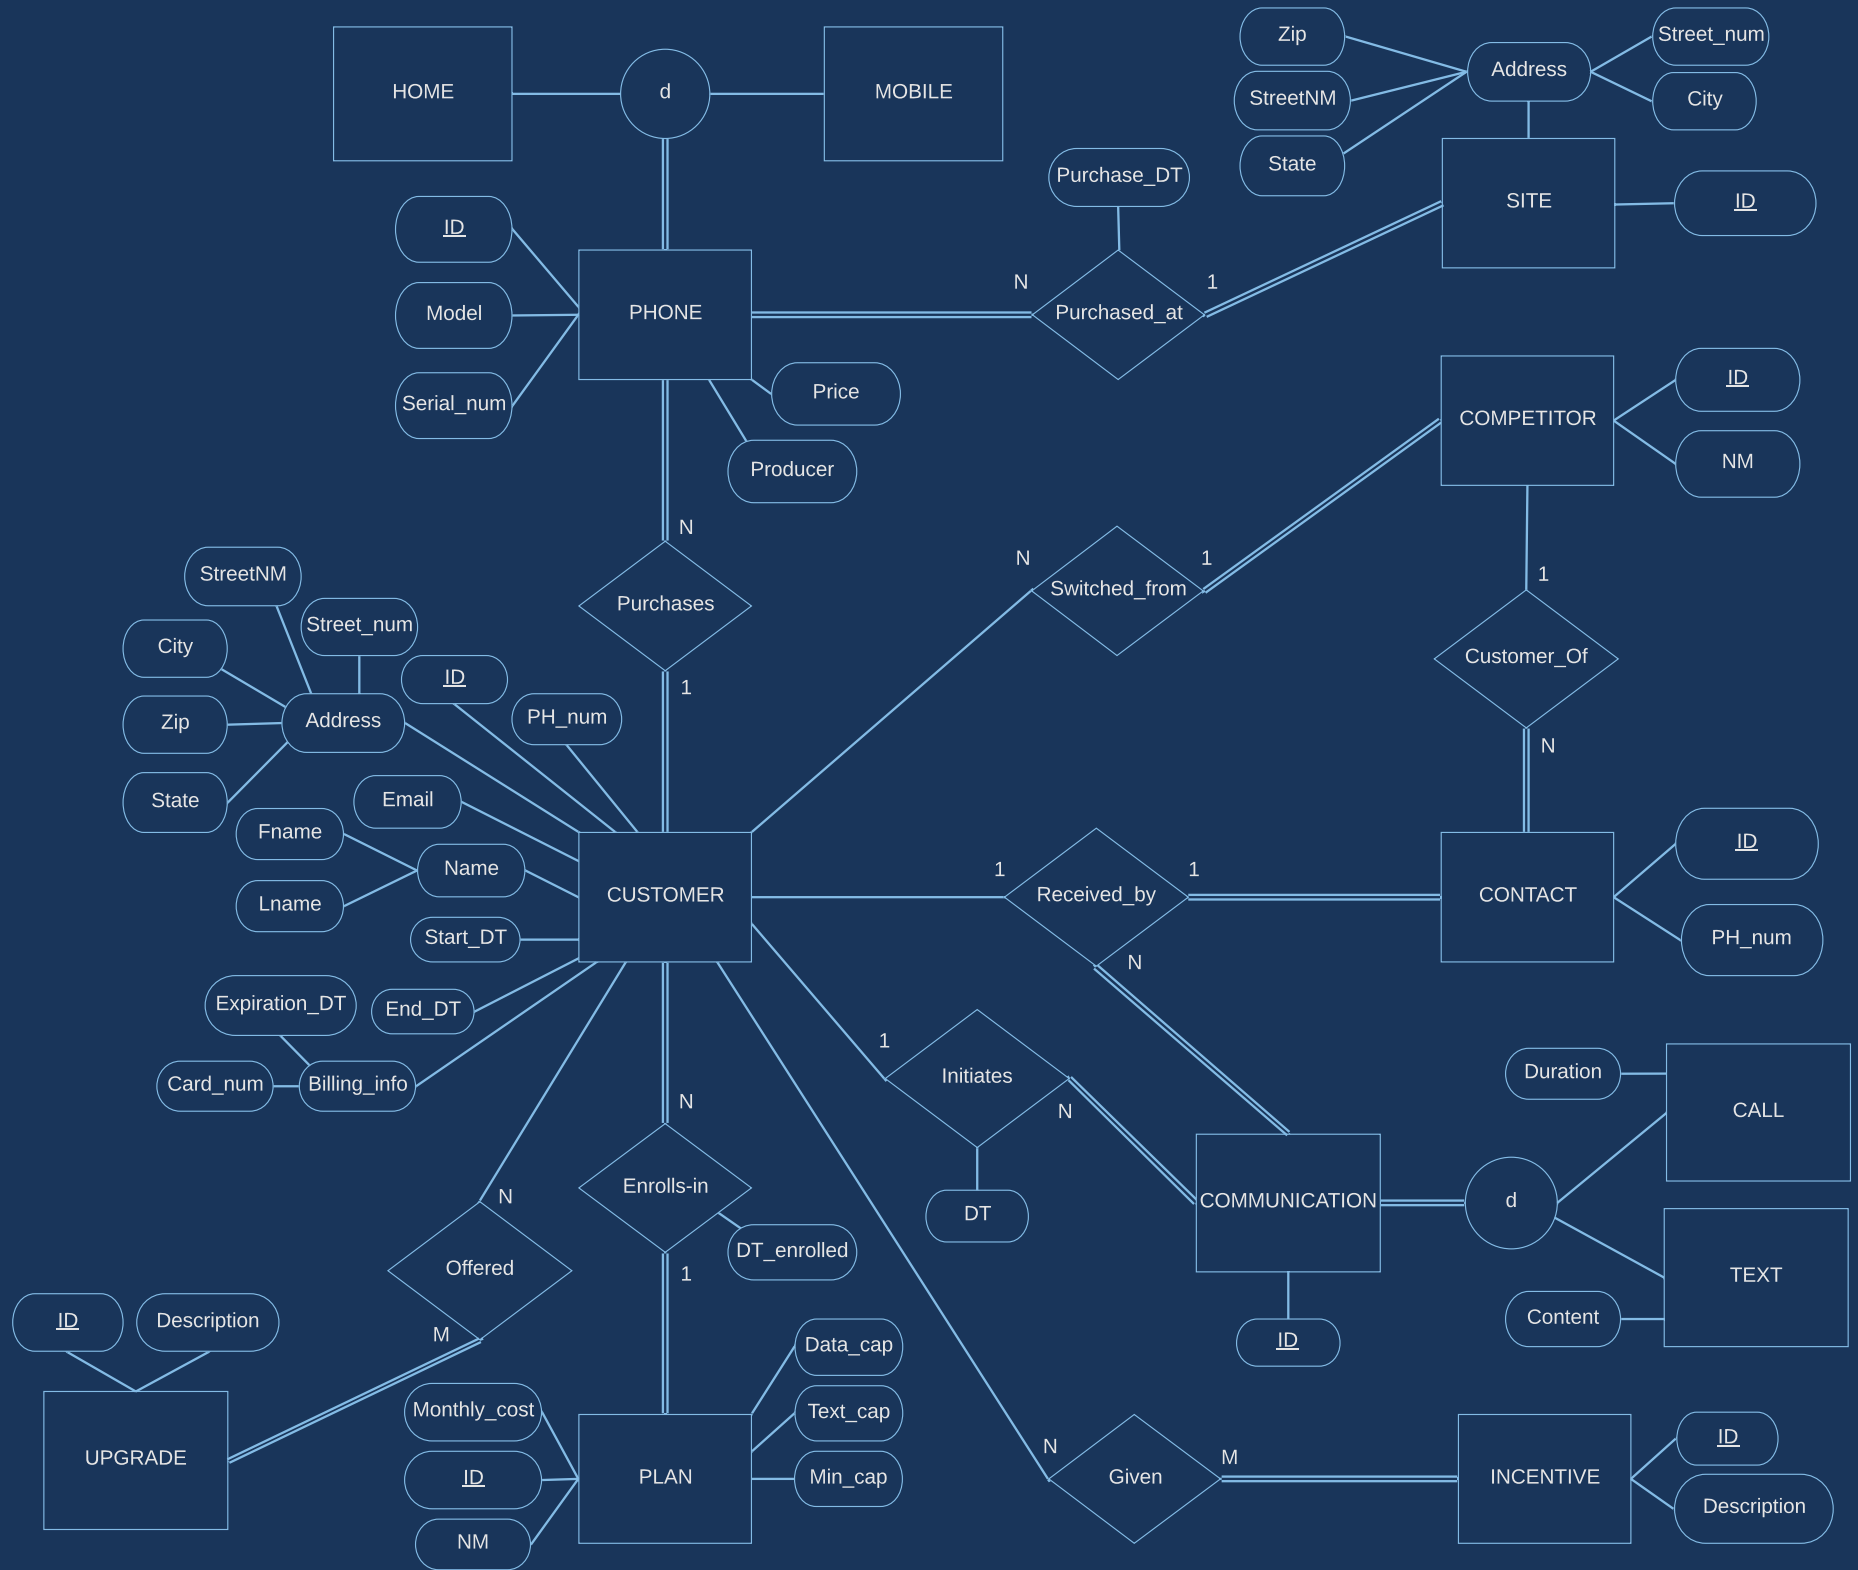 Zip
Street_num
HOME
d
MOBILE
Address
StreetNM
City
State
Purchase_DT
SITE
ID
ID
Model
PHONE
N
1
Purchased_at
Serial_num
Price
Producer
COMPETITOR
ID
NM
N
N
1
Switched_from
1
StreetNM
Purchases
Street_num
City
Customer_Of
ID
1
PH_num
Address
Zip
N
State
Email
Fname
Name
Lname
CUSTOMER
1
Received_by
1
CONTACT
ID
PH_num
Start_DT
N
Expiration_DT
End_DT
Card_num
Billing_info
1
Initiates
N
N
Duration
CALL
N
Enrolls-in
DT
COMMUNICATION
d
DT_enrolled
Offered
1
TEXT
ID
Description
M
Content
ID
Data_cap
Monthly_cost
Text_cap
UPGRADE
ID
PLAN
Min_cap
NM
N
Given
M
INCENTIVE
ID
Description